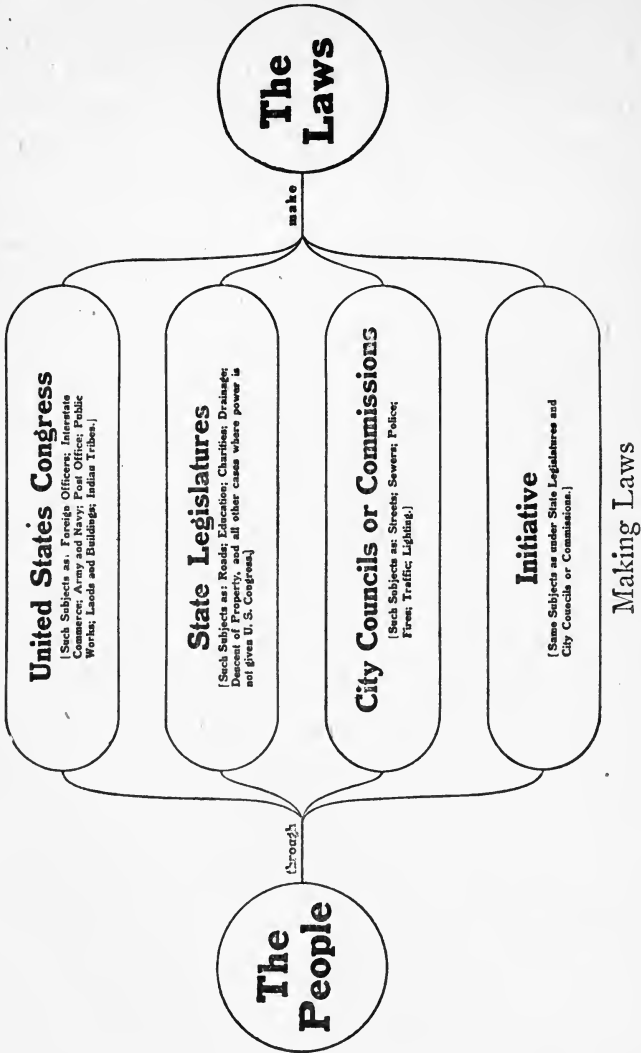 The
People
through
United States Congress
[Such Subjects as: Foreign Officers; Interstate
Commerce; Army and Navy; Post Office; Public
Works; Laods and Buildings; Indian Tribes.]
State Legislatures
[Such Subjects as: Roads; Education; Charities; Drainage;
Descent of Property, and all other cases where power is
not given U. S. Congress.]
City Councils or Commissions
[Such Subjects as: Streets; Sewers; Police;
Fires; Traffic; Lighting.]
Initiative
[Same Subjects as under State Legislatures and
City Councils or Commissions.]
make
The
Laws
Making Laws